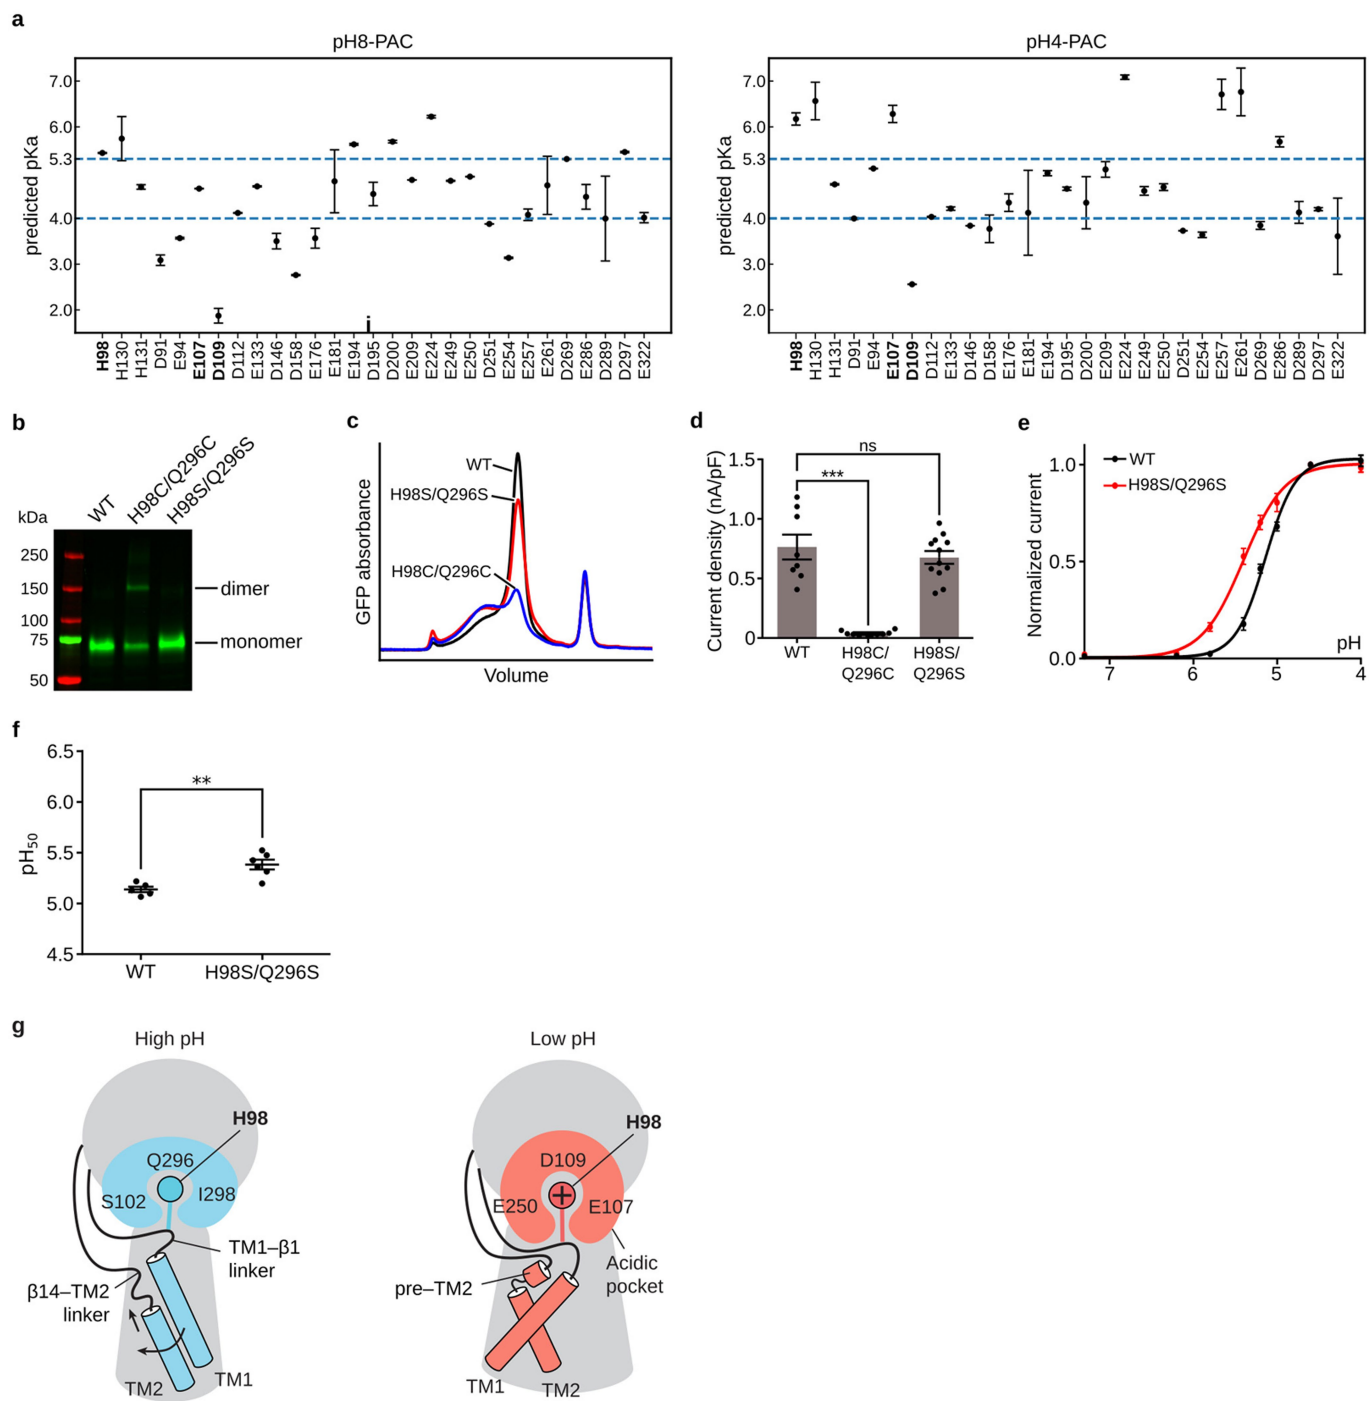 a
pH8-PAC
pH4-PAC
predicted pKa
7.0
6.0
5.3
4.0
3.0
2.0
H98
H130
H131
D91
E94
E107
D109
D112
E133
D146
D158
E176
E181
E194
D195
D200
E209
E224
E249
E250
D251
E254
E257
E261
D269
E286
D289
D297
E322
i
predicted pKa
7.0
6.0
5.3
4.0
3.0
2.0
H98
H130
H131
D91
E94
E107
D109
D112
E133
D146
D158
E176
E181
E194
D195
D200
E209
E224
E249
E250
D251
E254
E257
E261
D269
E286
D289
D297
E322
b
WT
H98C/Q296C
H98S/Q296S
kDa
250
150
100
75
50
dimer
monomer
c
GFP absorbance
WT
H98S/Q296S
H98C/Q296C
Volume
d
Current density (nA/pF)
1.5
1.0
0.5
0
ns
***
WT
H98C/
Q296C
H98S/
Q296S
e
Normalized current
1.0
0.5
0.0
WT
H98S/Q296S
pH
7
6
5
4
f
pH50
6.5
6.0
5.5
5.0
4.5
**
WT
H98S/Q296S
g
High pH
H98
Q296
S102
I298
TM1–β1
linker
β14–TM2
linker
TM2
TM1
Low pH
H98
D109
+
E250
E107
Acidic
pocket
pre–TM2
TM1
TM2